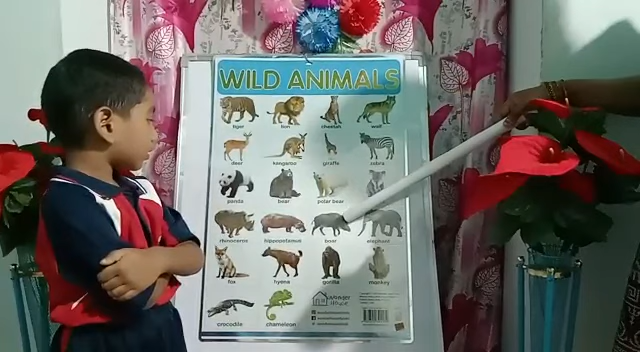 WILD ANIMALS
tiger lion cheetah wolf
deer kangaroo giraffe zebra
panda bear polar bear
rhinoceros hippopotamus boar elephant
fox hyena gorilla monkey
crocodile chameleon